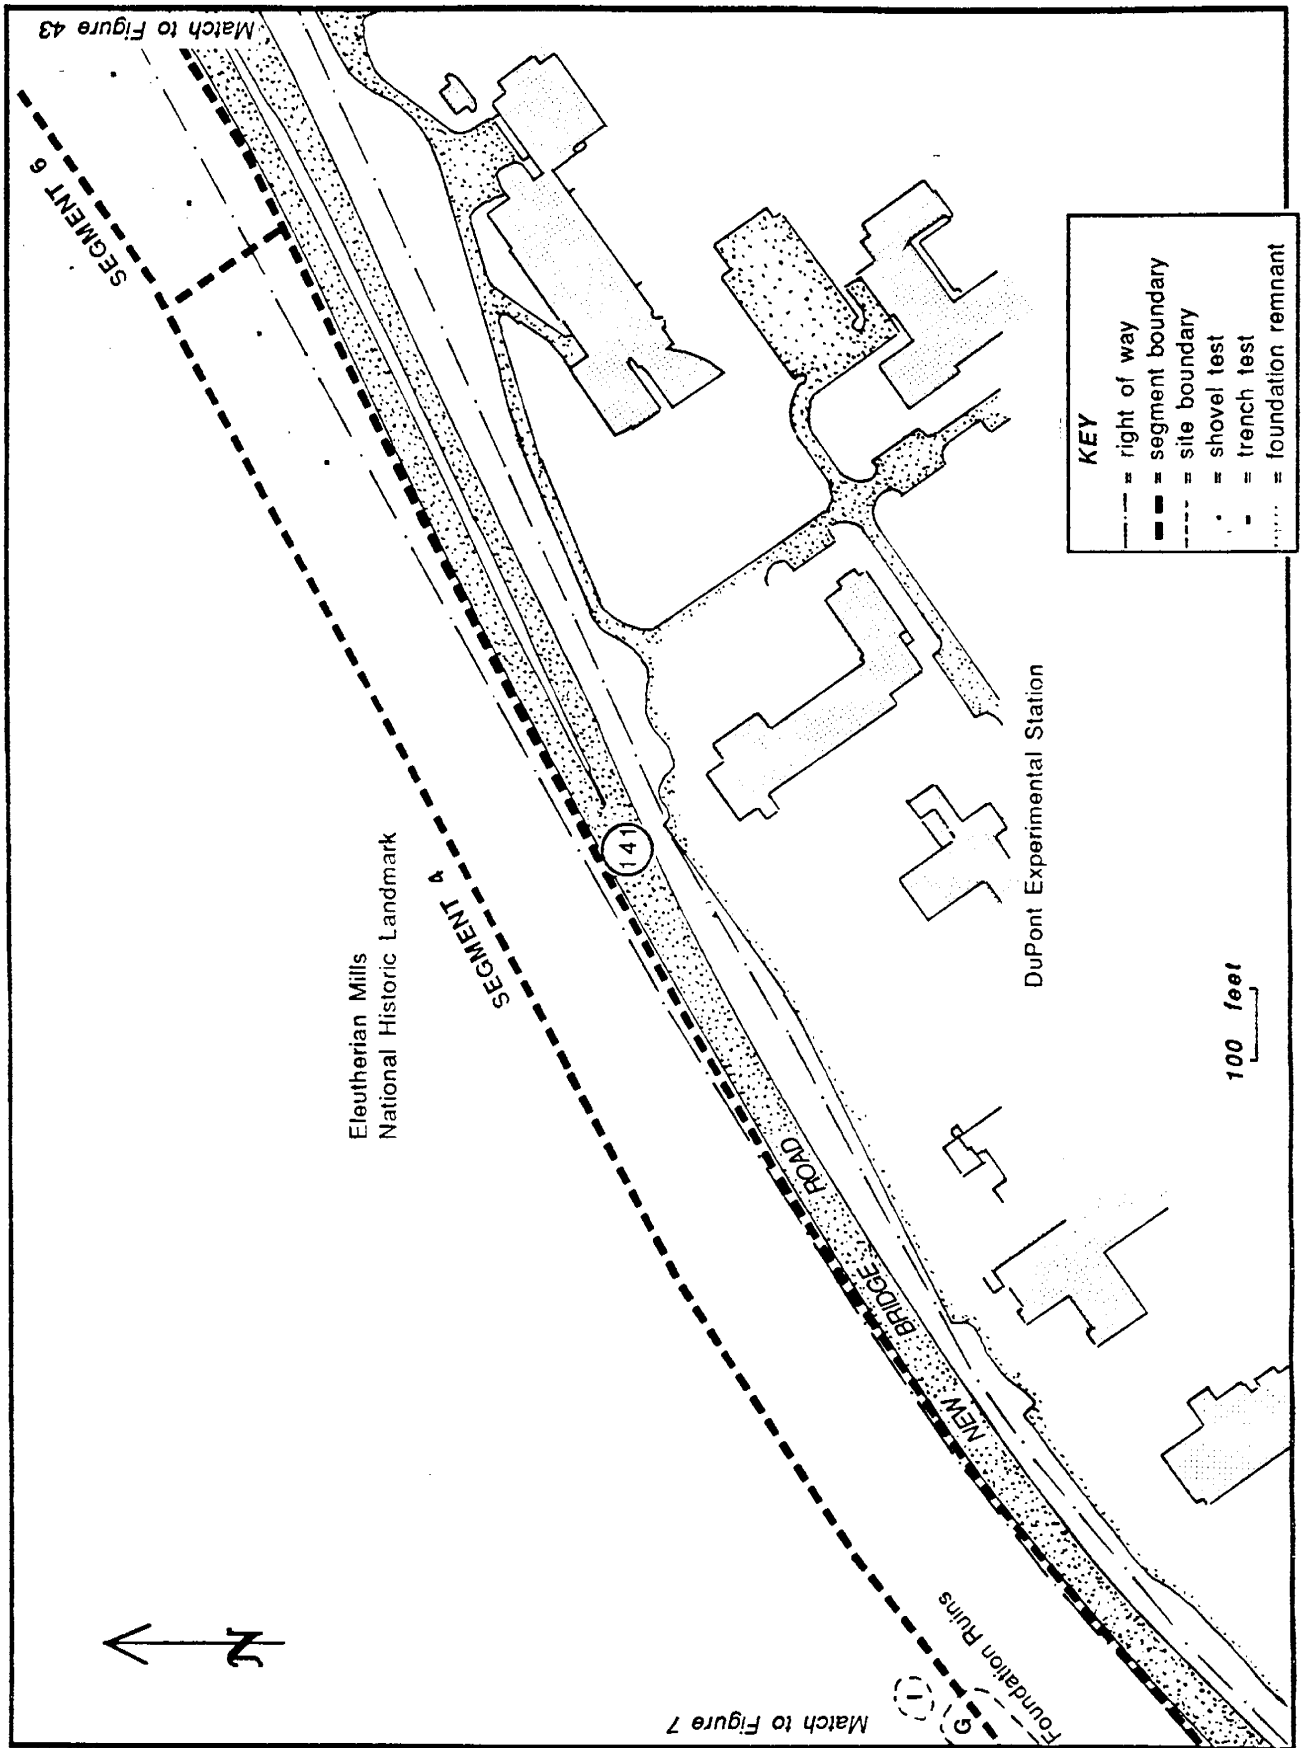 Match to Figure 43
SEGMENT 6
Eleutherian Mills
National Historic Landmark
SEGMENT 4
141
NEW BRIDGE ROAD
DuPont Experimental Station
KEY
= right of way
= segment boundary
= site boundary
= shovel test
= trench test
= foundation remnant
100 feet
N
Match to Figure 7
I
G
Foundation Ruins